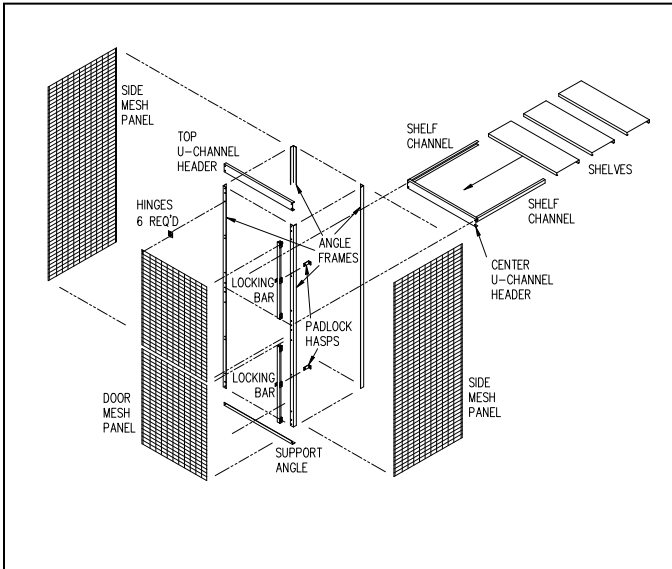 SIDE
MESH
PANEL
TOP
U-CHANNEL
HEADER
HINGES
6 REQ'D
SHELF
CHANNEL
SHELVES
SHELF
CHANNEL
CENTER
U-CHANNEL
HEADER
ANGLE
FRAMES
LOCKING
BAR
PADLOCK
HASPS
LOCKING
BAR
DOOR
MESH
PANEL
SIDE
MESH
PANEL
SUPPORT
ANGLE